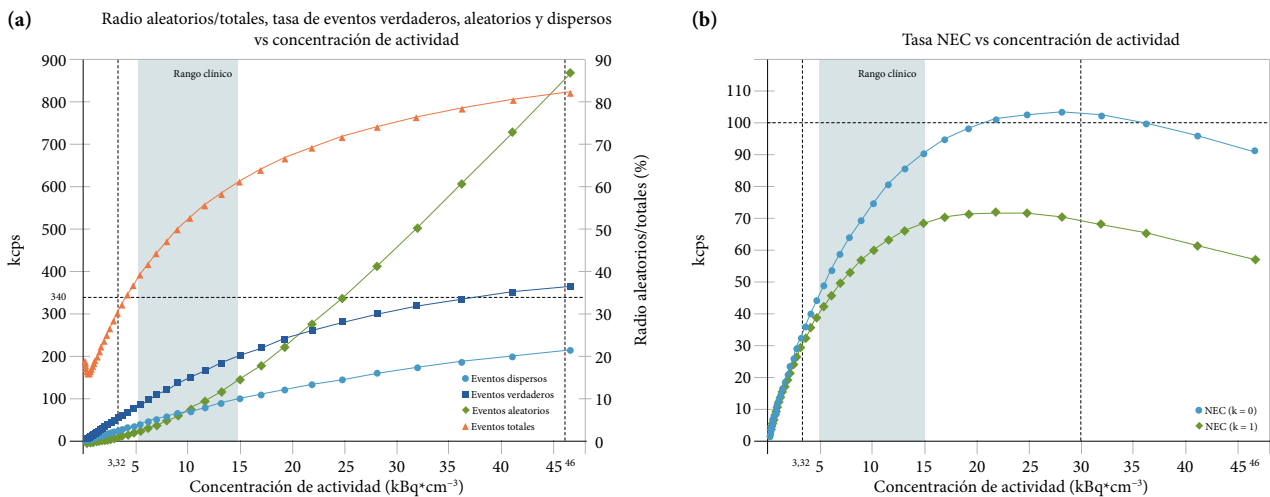 (a)
Radio aleatorios/totales, tasa de eventos verdaderos, aleatorios y dispersos
vs concentración de actividad
900
800
700
600
500
400
340
300
200
100
0
kcps
Rango clínico
90
80
70
60
50
40
30
20
10
0
Radio aleatorios/totales (%)
Eventos dispersos
Eventos verdaderos
Eventos aleatorios
Eventos totales
3,32 5 10 15 20 25 30 35 40 45 46
Concentración de actividad (kBq*cm⁻³)
(b)
Tasa NEC vs concentración de actividad
110
100
90
80
70
60
50
40
30
20
10
0
kcps
Rango clínico
NEC (k = 0)
NEC (k = 1)
3,32 5 10 15 20 25 30 35 40 45 46
Concentración de actividad (kBq*cm⁻³)